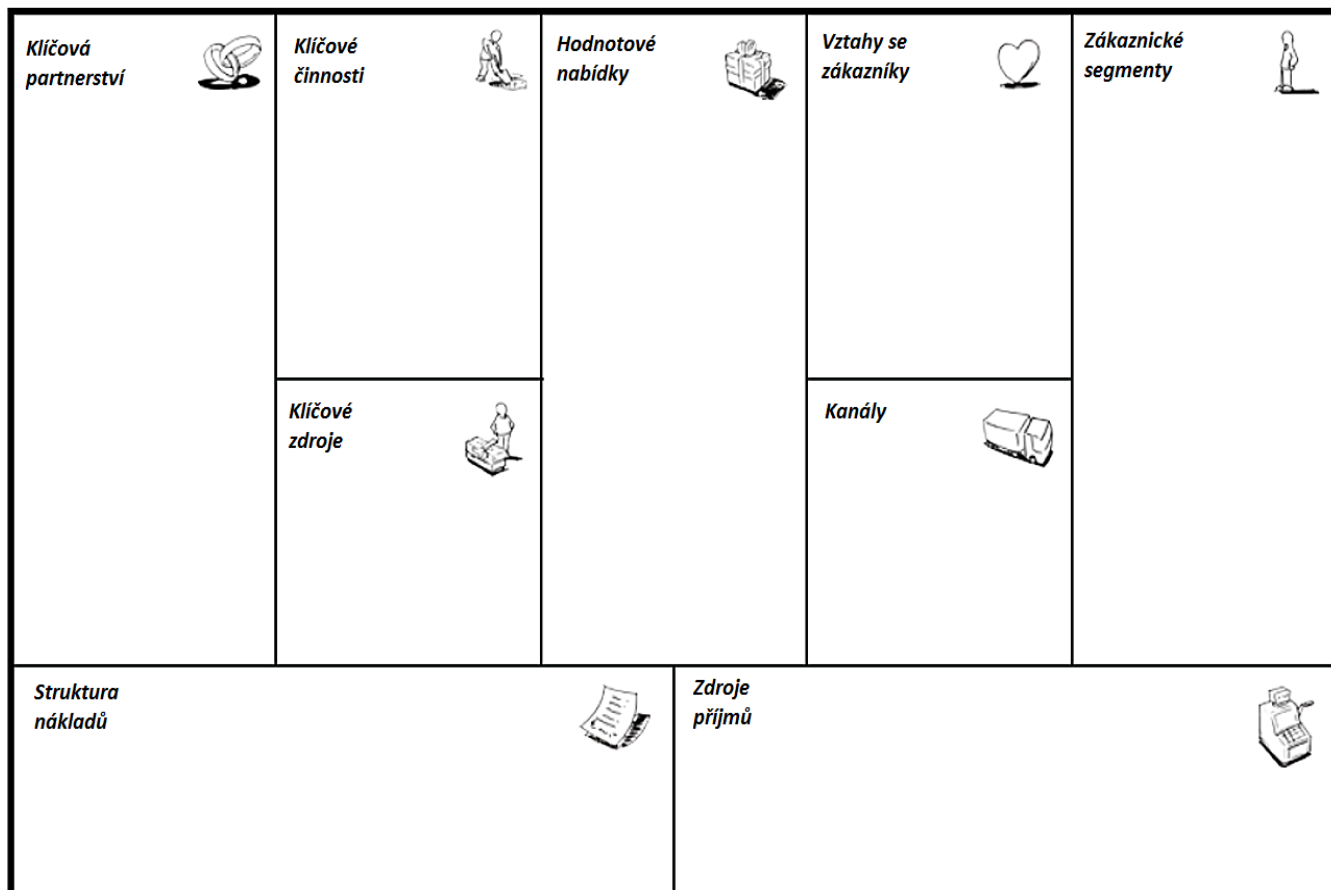 Klíčová
partnerství
Klíčové
činnosti
Hodnotové
nabídky
Vztahy se
zákazníky
Zákaznické
segmenty
Klíčové
zdroje
Kanály
Struktura
nákladů
Zdroje
příjmů